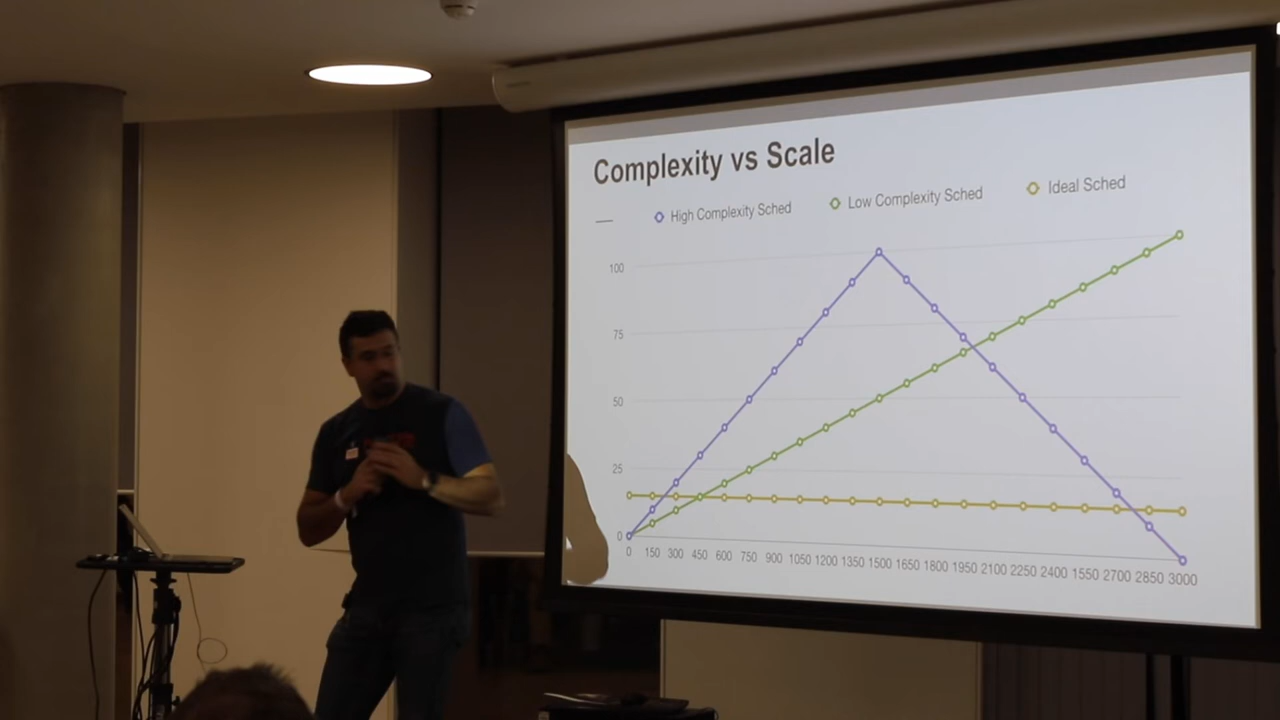 Complexity vs Scale
High Complexity Sched Low Complexity Sched Ideal Sched
100
75
50
25
0
0 150 300 450 600 750 900 1050 1200 1350 1500 1650 1800 1950 2100 2250 2400 1550 2700 2850 3000